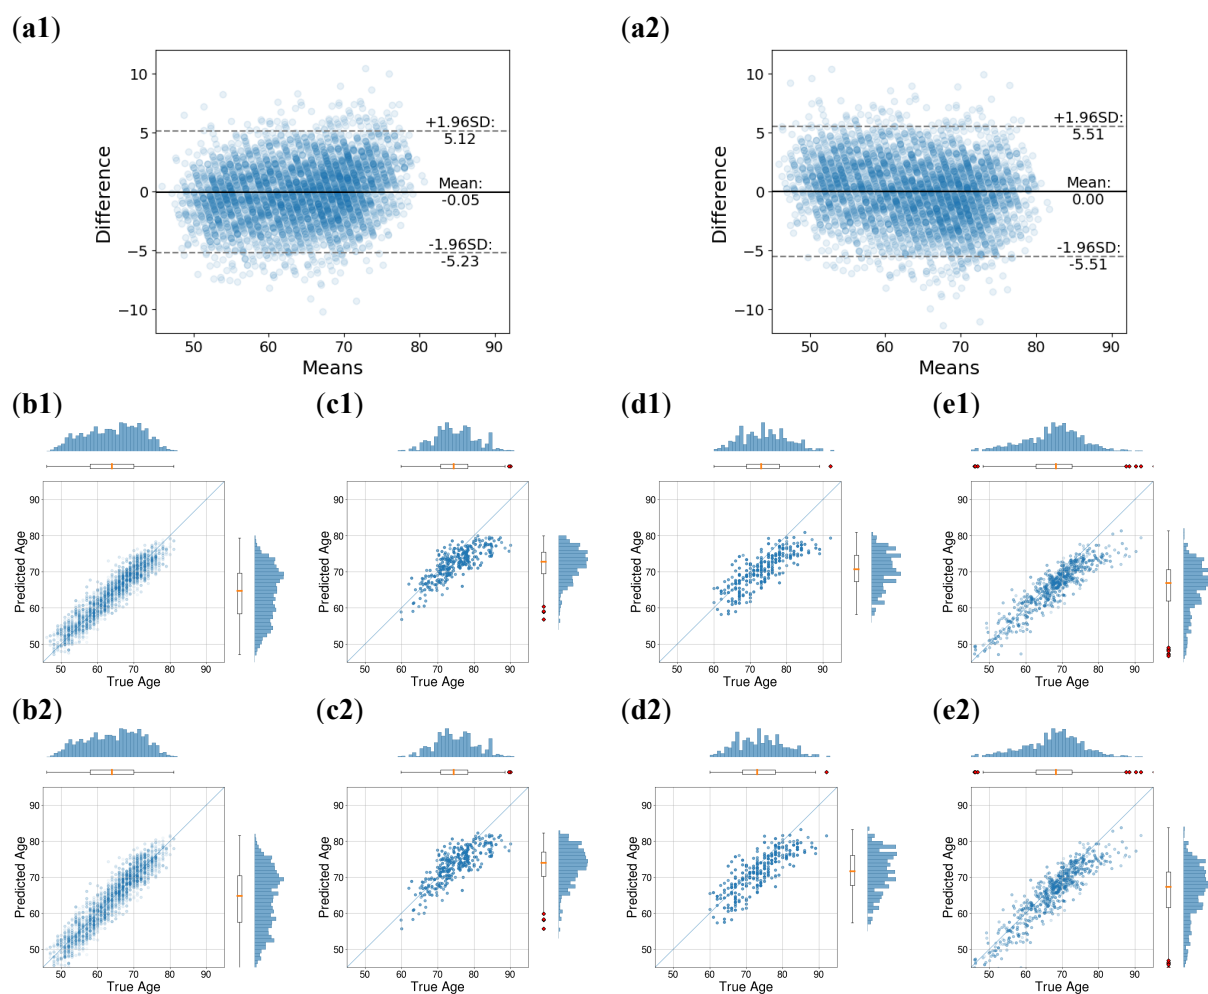 (a1)
(a2)
10
5
0
−5
−10
Difference
+1.96SD:
5.12
Mean:
-0.05
-1.96SD:
-5.23
50 60 70 80 90
Means
10
5
0
−5
−10
Difference
+1.96SD:
5.51
Mean:
0.00
-1.96SD:
-5.51
50 60 70 80 90
Means
(b1)
(c1)
(d1)
(e1)
90
80
70
60
50
Predicted Age
50 60 70 80 90
True Age
90
80
70
60
50
Predicted Age
50 60 70 80 90
True Age
90
80
70
60
50
Predicted Age
50 60 70 80 90
True Age
90
80
70
60
50
Predicted Age
50 60 70 80 90
True Age
(b2)
(c2)
(d2)
(e2)
90
80
70
60
50
Predicted Age
50 60 70 80 90
True Age
90
80
70
60
50
Predicted Age
50 60 70 80 90
True Age
90
80
70
60
50
Predicted Age
50 60 70 80 90
True Age
90
80
70
60
50
Predicted Age
50 60 70 80 90
True Age